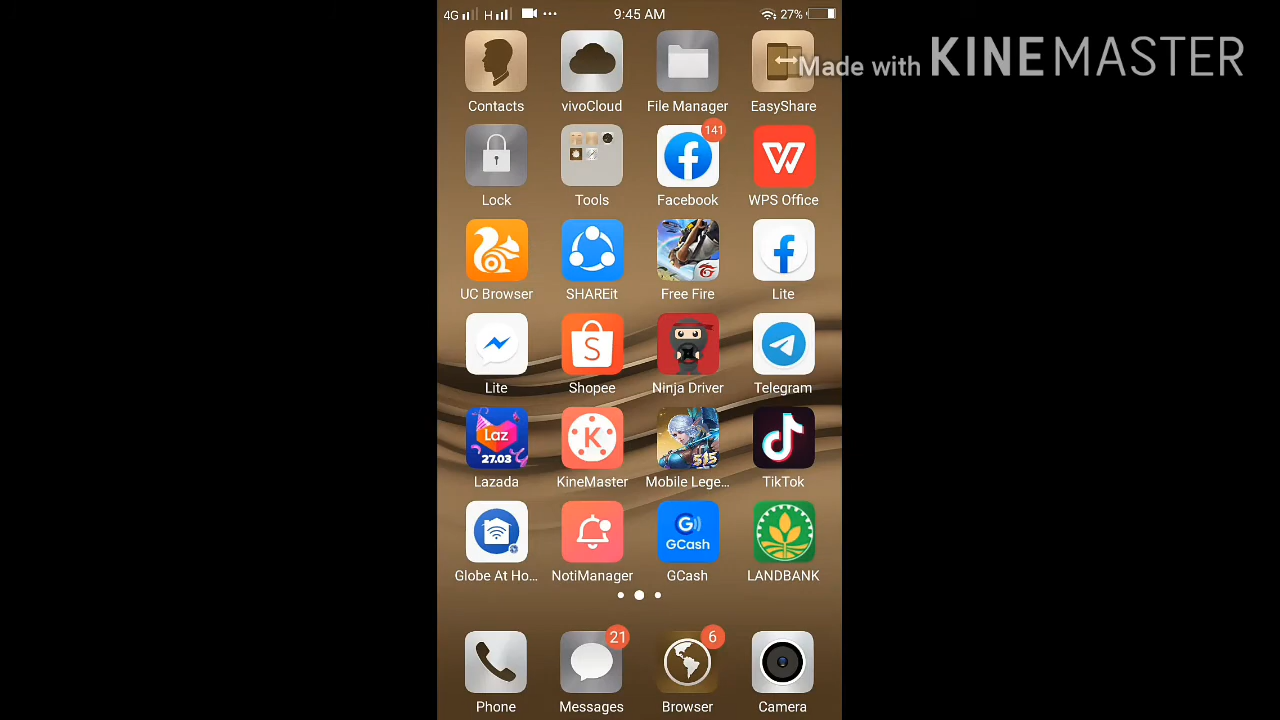 4G H 9:45 AM 27%
Made with KINEMASTER
Contacts vivoCloud File Manager EasyShare
141
Lock Tools Facebook WPS Office
UC Browser SHAREit Free Fire Lite
S
Lite Shopee Ninja Driver Telegram
Laz
27.03
K
515
Lazada KineMaster Mobile Lege... TikTok
G
GCash
Globe At Ho... NotiManager GCash LANDBANK
21 6
Phone Messages Browser Camera